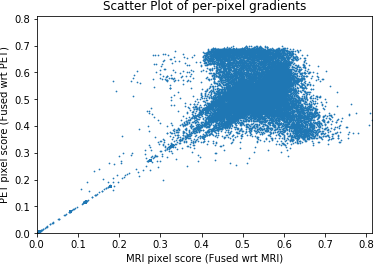 Scatter Plot of per-pixel gradients
PET pixel score (Fused wrt PET)
0.8
0.7
0.6
0.5
0.4
0.3
0.2
0.1
0.0
0.0 0.1 0.2 0.3 0.4 0.5 0.6 0.7 0.8
MRI pixel score (Fused wrt MRI)